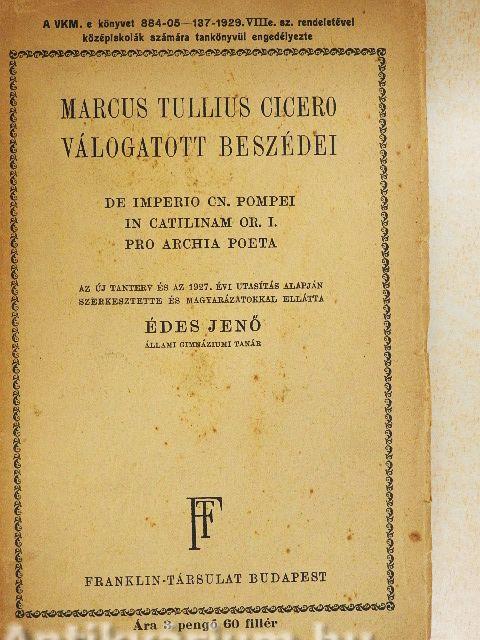 A VKM. e könyvet 884-05—137-1929. VIIIe. sz. rendeletével
középiskolák számára tankönyvül engedélyezte
MARCUS TULLIUS CICERO
VÁLOGATOTT BESZÉDEI
DE IMPERIO CN. POMPEI
IN CATILINAM OR. I.
PRO ARCHIA POETA
AZ ÚJ TANTERV ÉS AZ 1927. ÉVI UTASÍTÁS ALAPJÁN
SZERKESZTETTE ÉS MAGYARÁZATOKKAL ELLÁTTA
ÉDES JENŐ
ÁLLAMI GIMNÁZIUMI TANÁR
FT
FRANKLIN-TÁRSULAT BUDAPEST
Ára 3 pengő 60 fillér